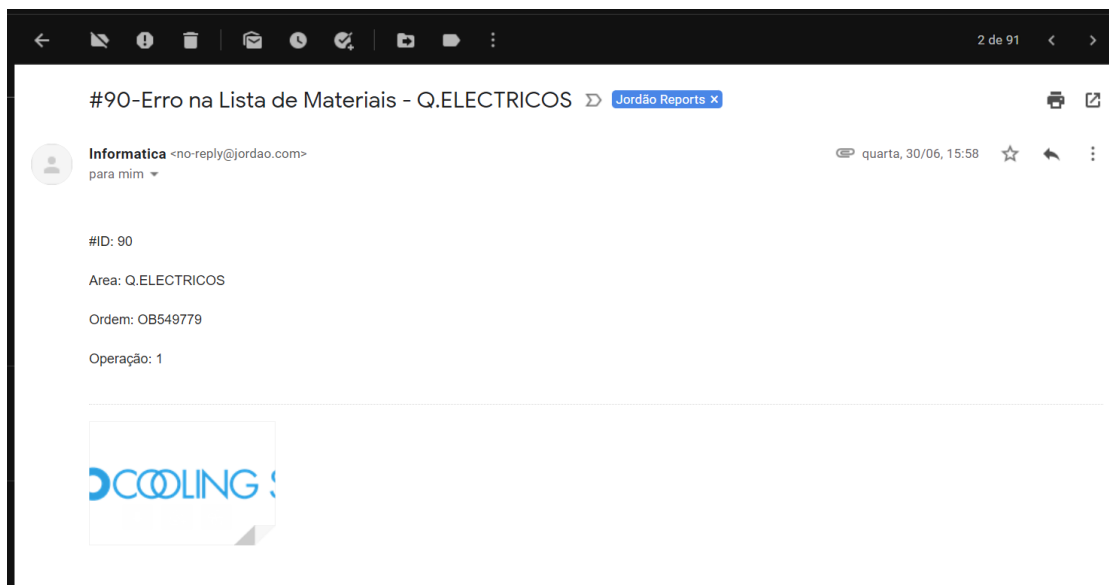 2 de 91
#90-Erro na Lista de Materiais - Q.ELECTRICOS Jordão Reports x
Informatica <no-reply@jordao.com> quarta, 30/06, 15:58
para mim
#ID: 90
Area: Q.ELECTRICOS
Ordem: OB549779
Operação: 1
COOLING S